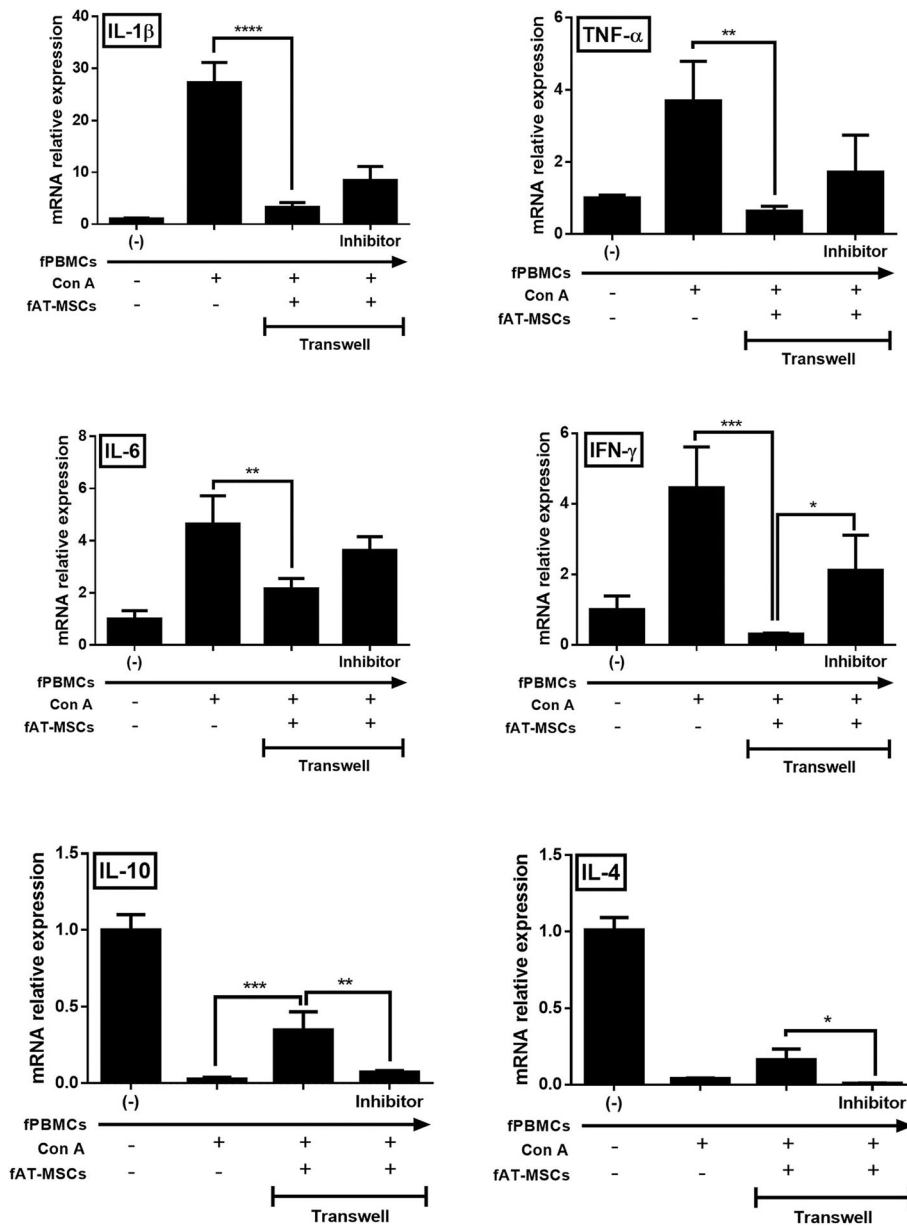 IL-1β
mRNA relative expression
40
30
20
10
0
****
(-) Inhibitor
fPBMCs
Con A - + + +
fAT-MSCs - - + +
Transwell
TNF-α
mRNA relative expression
6
4
2
0
**
(-) Inhibitor
fPBMCs
Con A - + + +
fAT-MSCs - - + +
Transwell
IL-6
mRNA relative expression
8
6
4
2
0
**
(-) Inhibitor
fPBMCs
Con A - + + +
fAT-MSCs - - + +
Transwell
IFN-γ
mRNA relative expression
6
4
2
0
***
*
(-) Inhibitor
fPBMCs
Con A - + + +
fAT-MSCs - - + +
Transwell
IL-10
mRNA relative expression
1.5
1.0
0.5
0.0
*** **
(-) Inhibitor
fPBMCs
Con A - + + +
fAT-MSCs - - + +
Transwell
IL-4
mRNA relative expression
1.5
1.0
0.5
0.0
*
(-) Inhibitor
fPBMCs
Con A - + + +
fAT-MSCs - - + +
Transwell